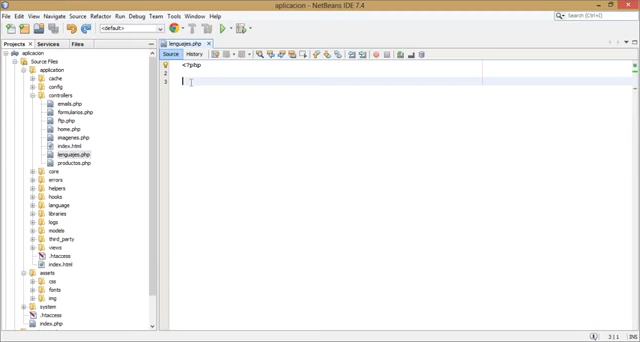 aplicacion - NetBeans IDE 7.4
File Edit View Navigate Source Refactor Run Debug Team Tools Window Help
Search (Ctrl+I)
<default>
Projects Services Files
lenguajes.php
Source History
aplicacion
Source Files
application
cache
config
controllers
emails.php
formularios.php
ftp.php
home.php
imagenes.php
index.html
lenguajes.php
productos.php
core
errors
helpers
hooks
language
libraries
logs
models
third_party
views
.htaccess
index.html
assets
css
fonts
img
system
.htaccess
index.php
1 <?php
2
3
3 | 1 INS